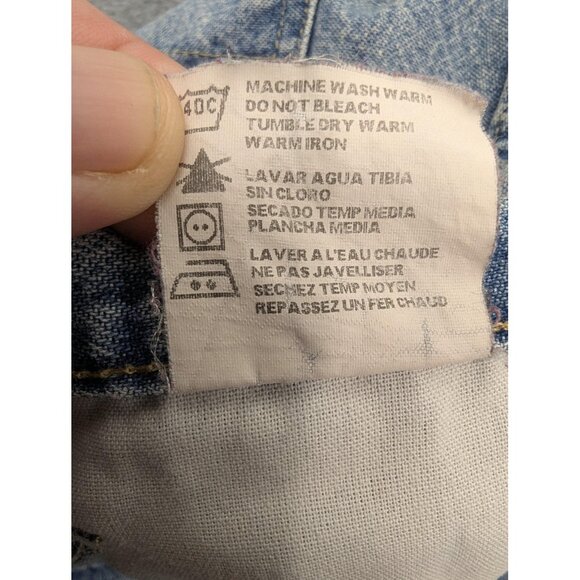 40C
MACHINE WASH WARM
DO NOT BLEACH
TUMBLE DRY WARM
WARM IRON
LAVAR AGUA TIBIA
SIN CLORO
SECADO TEMP MEDIA
PLANCHA MEDIA
LAVER A L'EAU CHAUDE
NE PAS JAVELLISER
SECHEZ TEMP MOYEN
REPASSEZ UN FER CHAUD